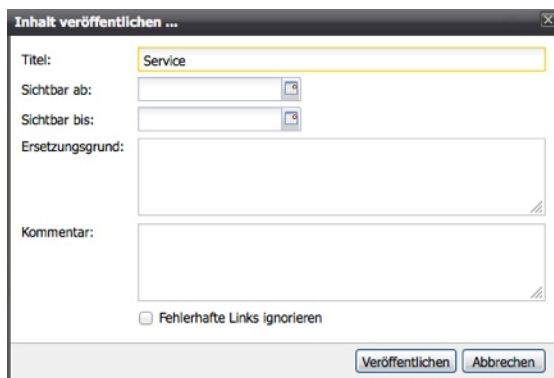 Inhalt veröffentlichen ...
Titel: Service
Sichtbar ab:
Sichtbar bis:
Ersetzungsgrund:
Kommentar:
Fehlerhafte Links ignorieren
Veröffentlichen Abbrechen